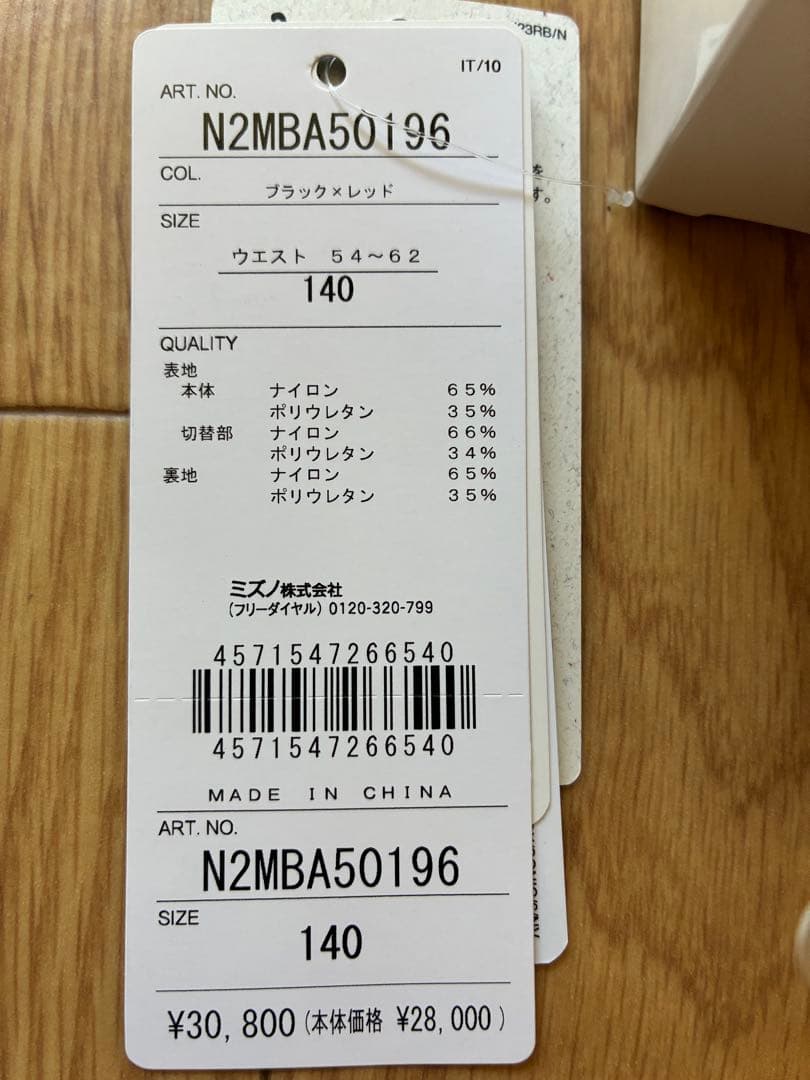 23RB/N
IT/10
ART. NO.
N2MBA50196
COL.
ブラック×レッド
を
す。
SIZE
ウエスト 54～62
140
QUALITY
表地
本体 ナイロン 65%
ポリウレタン 35%
切替部 ナイロン 66%
ポリウレタン 34%
裏地 ナイロン 65%
ポリウレタン 35%
ミズノ株式会社
(フリーダイヤル) 0120-320-799
4571547266540
4571547266540
MADE IN CHINA
ART. NO.
N2MBA50196
SIZE
140
¥30,800(本体価格 ¥28,000)